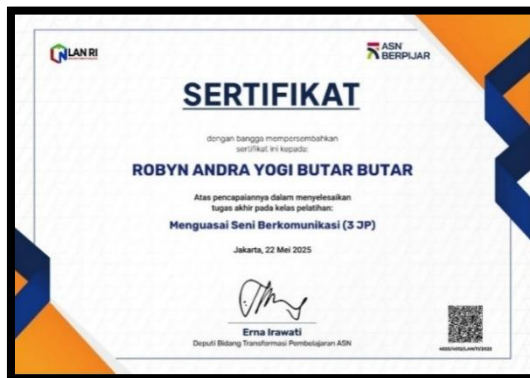 LAN RI
ASN
BERPIJAR
SERTIFIKAT
dengan bangga mempersembahkan
sertifikat ini kepada:
ROBYN ANDRA YOGI BUTAR BUTAR
Atas pencapaiannya dalam menyelesaikan
tugas akhir pada kelas pelatihan:
Menguasai Seni Berkomunikasi (3 JP)
Jakarta, 22 Mei 2025
Erna Irawati
Deputi Bidang Transformasi Pembelajaran ASN